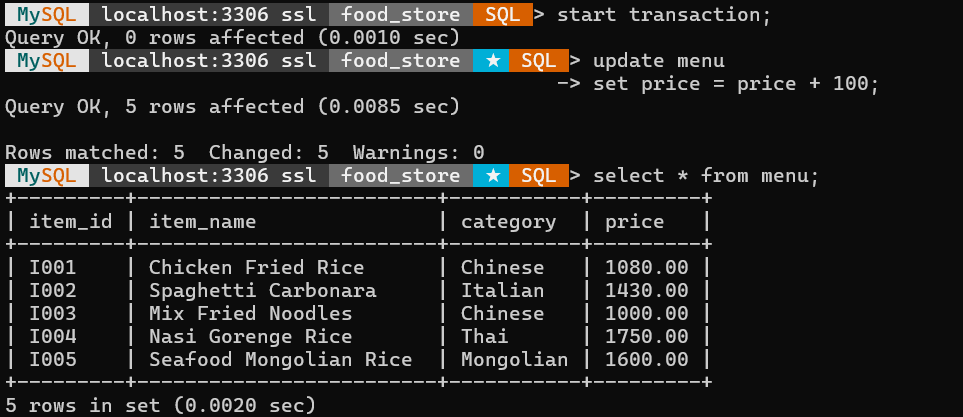 MySQL localhost:3306 ssl food_store SQL > start transaction;
Query OK, 0 rows affected (0.0010 sec)
MySQL localhost:3306 ssl food_store ★ SQL > update menu
-> set price = price + 100;
Query OK, 5 rows affected (0.0085 sec)
Rows matched: 5  Changed: 5  Warnings: 0
MySQL localhost:3306 ssl food_store ★ SQL > select * from menu;
+---------+-------------------------+-----------+---------+
| item_id | item_name               | category  | price   |
+---------+-------------------------+-----------+---------+
| I001    | Chicken Fried Rice      | Chinese   | 1080.00 |
| I002    | Spaghetti Carbonara     | Italian   | 1430.00 |
| I003    | Mix Fried Noodles       | Chinese   | 1000.00 |
| I004    | Nasi Gorenge Rice       | Thai      | 1750.00 |
| I005    | Seafood Mongolian Rice  | Mongolian | 1600.00 |
+---------+-------------------------+-----------+---------+
5 rows in set (0.0020 sec)